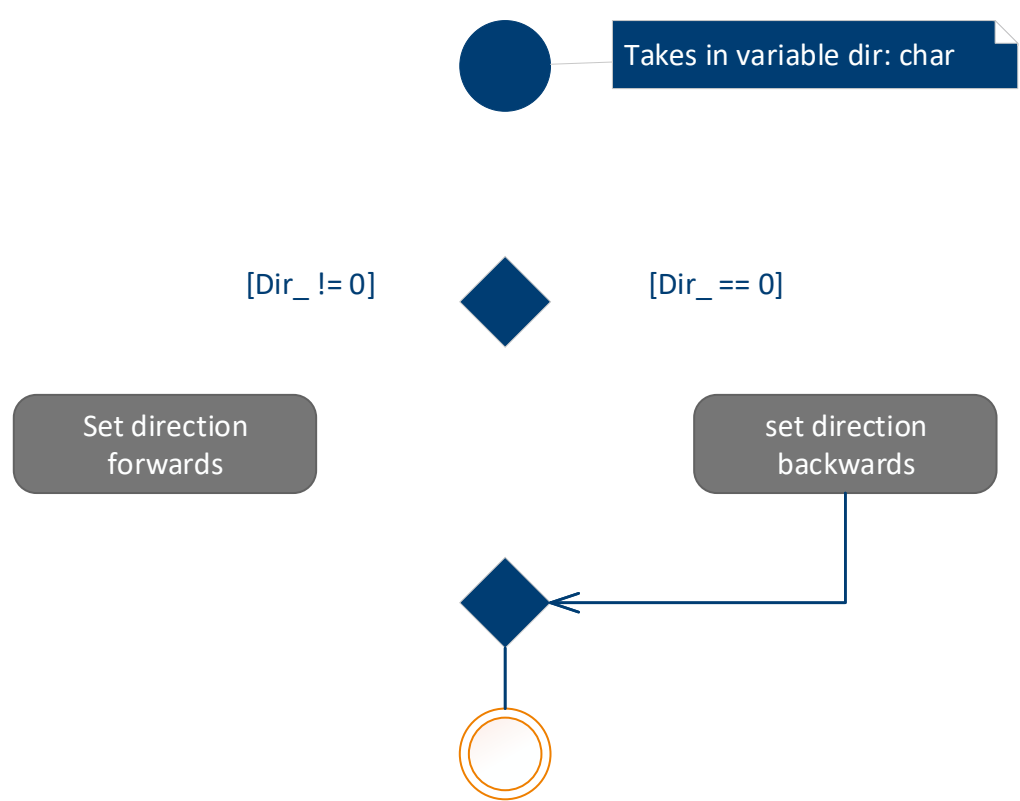 Takes in variable dir: char
[Dir_ != 0]
[Dir_ == 0]
Set direction
forwards
set direction
backwards